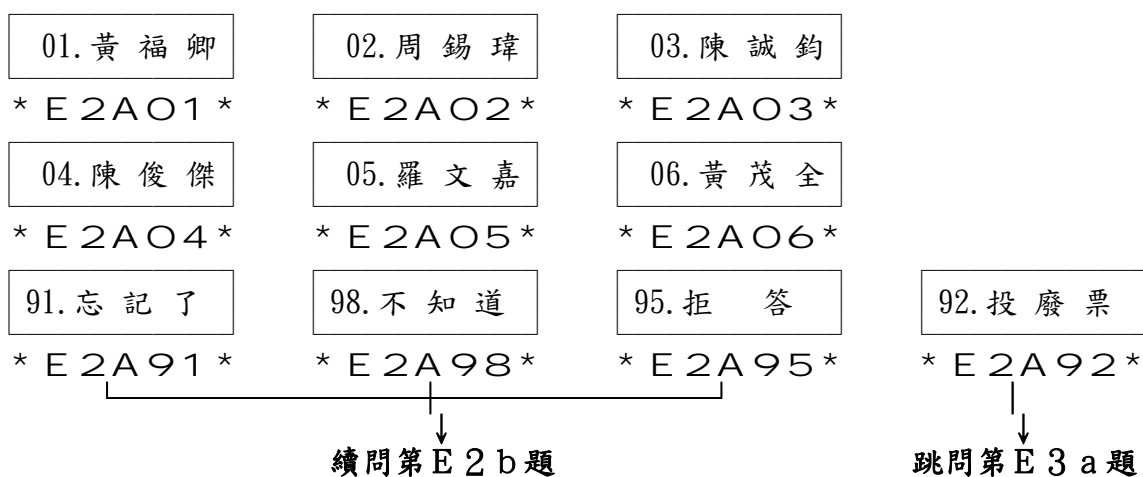 01.黃福卿 02.周錫瑋 03.陳誠鈞
*E2A01* *E2A02* *E2A03*
04.陳俊傑 05.羅文嘉 06.黃茂全
*E2A04* *E2A05* *E2A06*
91.忘記了 98.不知道 95.拒 答 92.投廢票
*E2A91* *E2A98* *E2A95* *E2A92*
續問第E2b題 跳問第E3a題